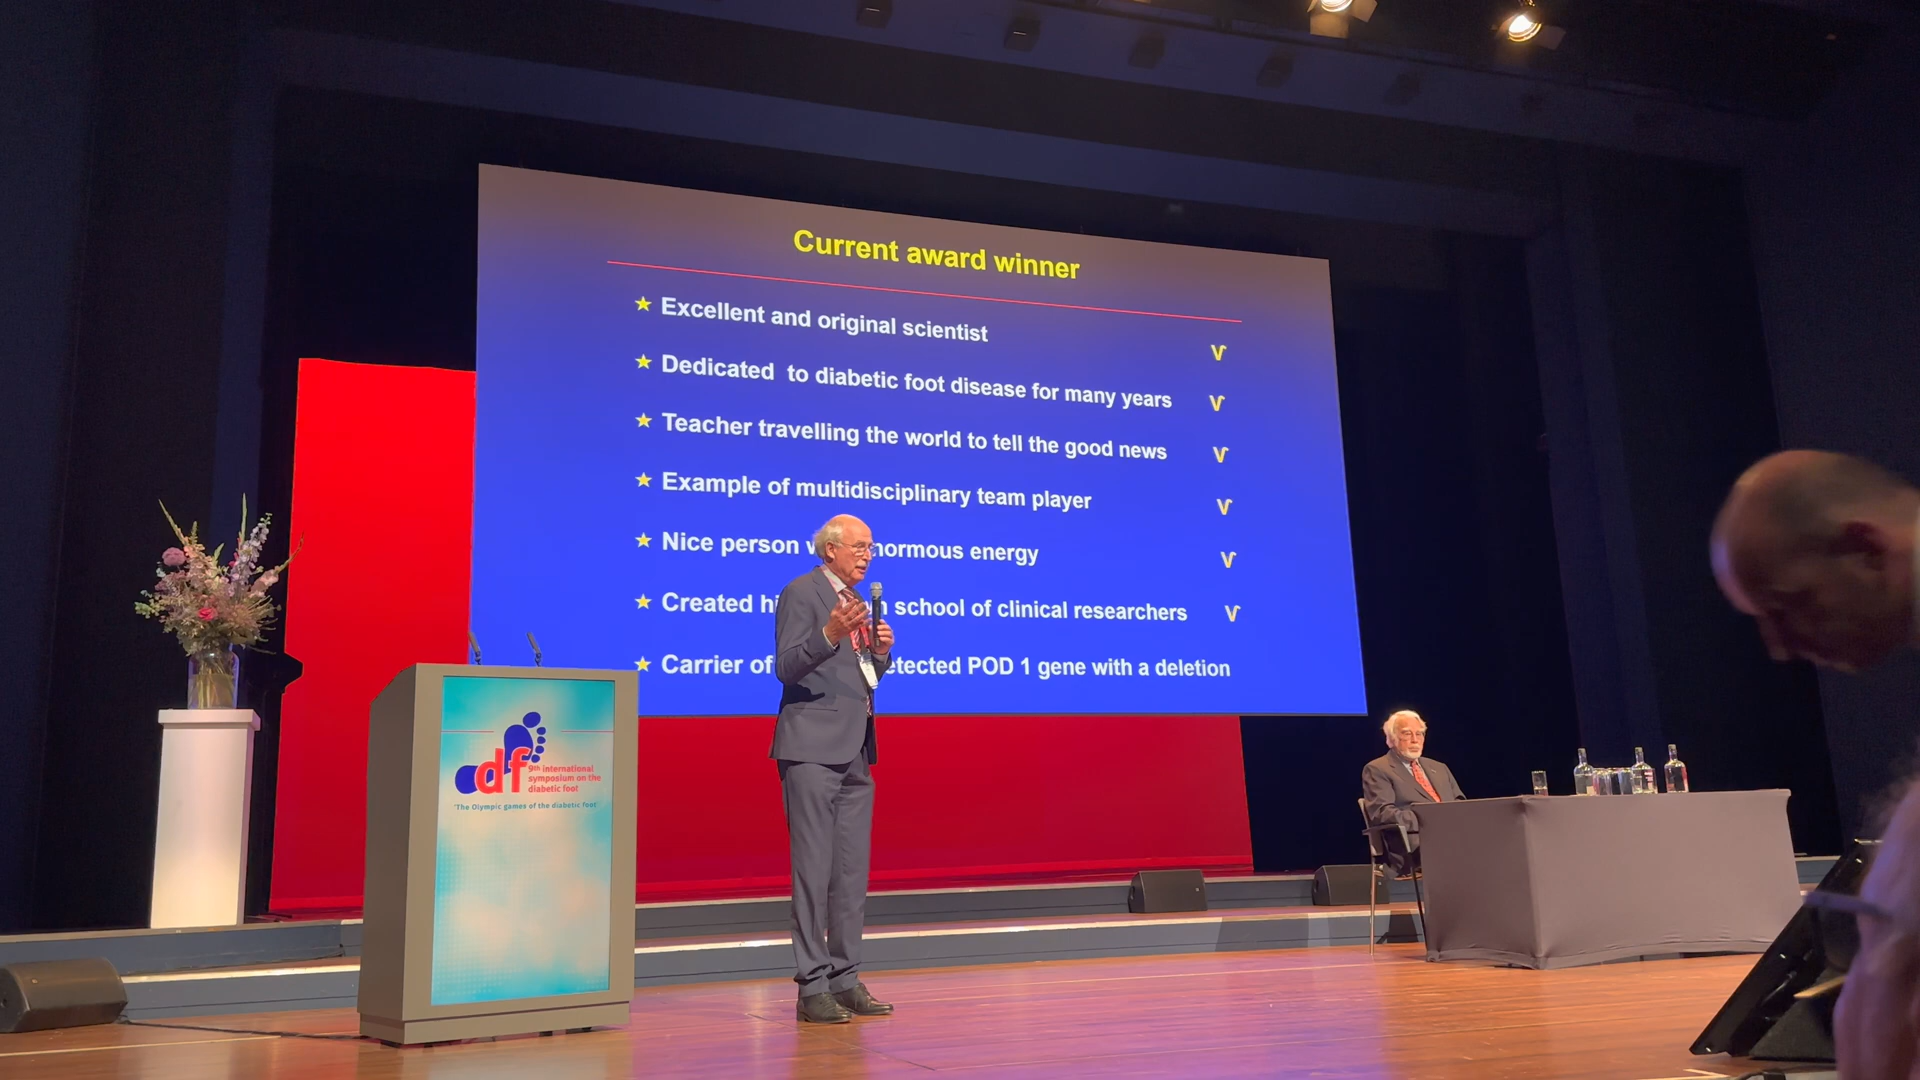 Current award winner
★ Excellent and original scientist V
★ Dedicated to diabetic foot disease for many years V
★ Teacher travelling the world to tell the good news V
★ Example of multidisciplinary team player V
★ Nice person normous energy V
★ Created hi school of clinical researchers V
★ Carrier of etected POD 1 gene with a deletion
df
9th international
symposium on the
diabetic foot
'The Olympic games of the diabetic foot'